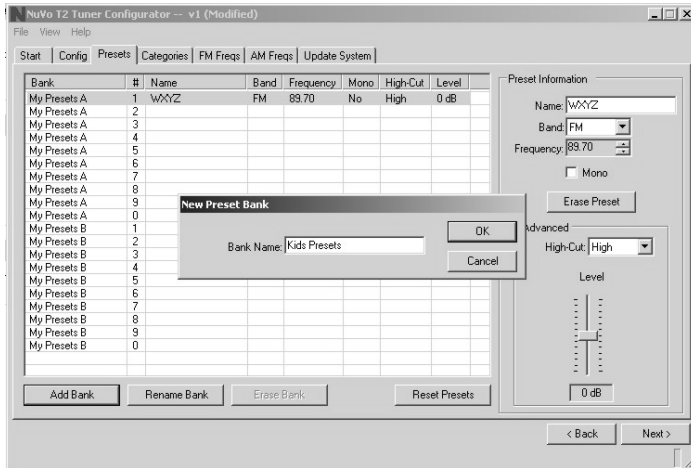 NuVo T2 Tuner Configurator -- v1 (Modified)
File View Help
Start Config Presets Categories FM Freqs AM Freqs Update System
Bank # Name Band Frequency Mono High-Cut Level
My Presets A 1 WXYZ FM 89.70 No High 0 dB
My Presets A 2
My Presets A 3
My Presets A 4
My Presets A 5
My Presets A 6
My Presets A 7
My Presets A 8
My Presets A 9
My Presets A 0
My Presets B 1
My Presets B 2
My Presets B 3
My Presets B 4
My Presets B 5
My Presets B 6
My Presets B 7
My Presets B 8
My Presets B 9
My Presets B 0
New Preset Bank
Bank Name: Kids Presets
OK
Cancel
Preset Information
Name: WXYZ
Band: FM
Frequency: 89.70
Mono
Erase Preset
Advanced
High-Cut: High
Level
0 dB
Add Bank Rename Bank Erase Bank Reset Presets
< Back Next >